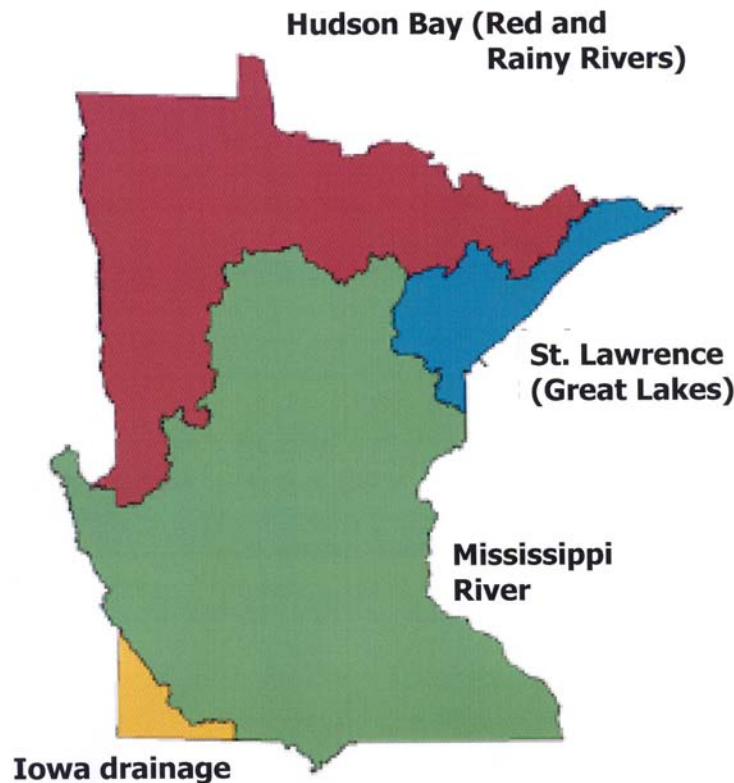 Hudson Bay (Red and
Rainy Rivers)
St. Lawrence
(Great Lakes)
Mississippi
River
Iowa drainage